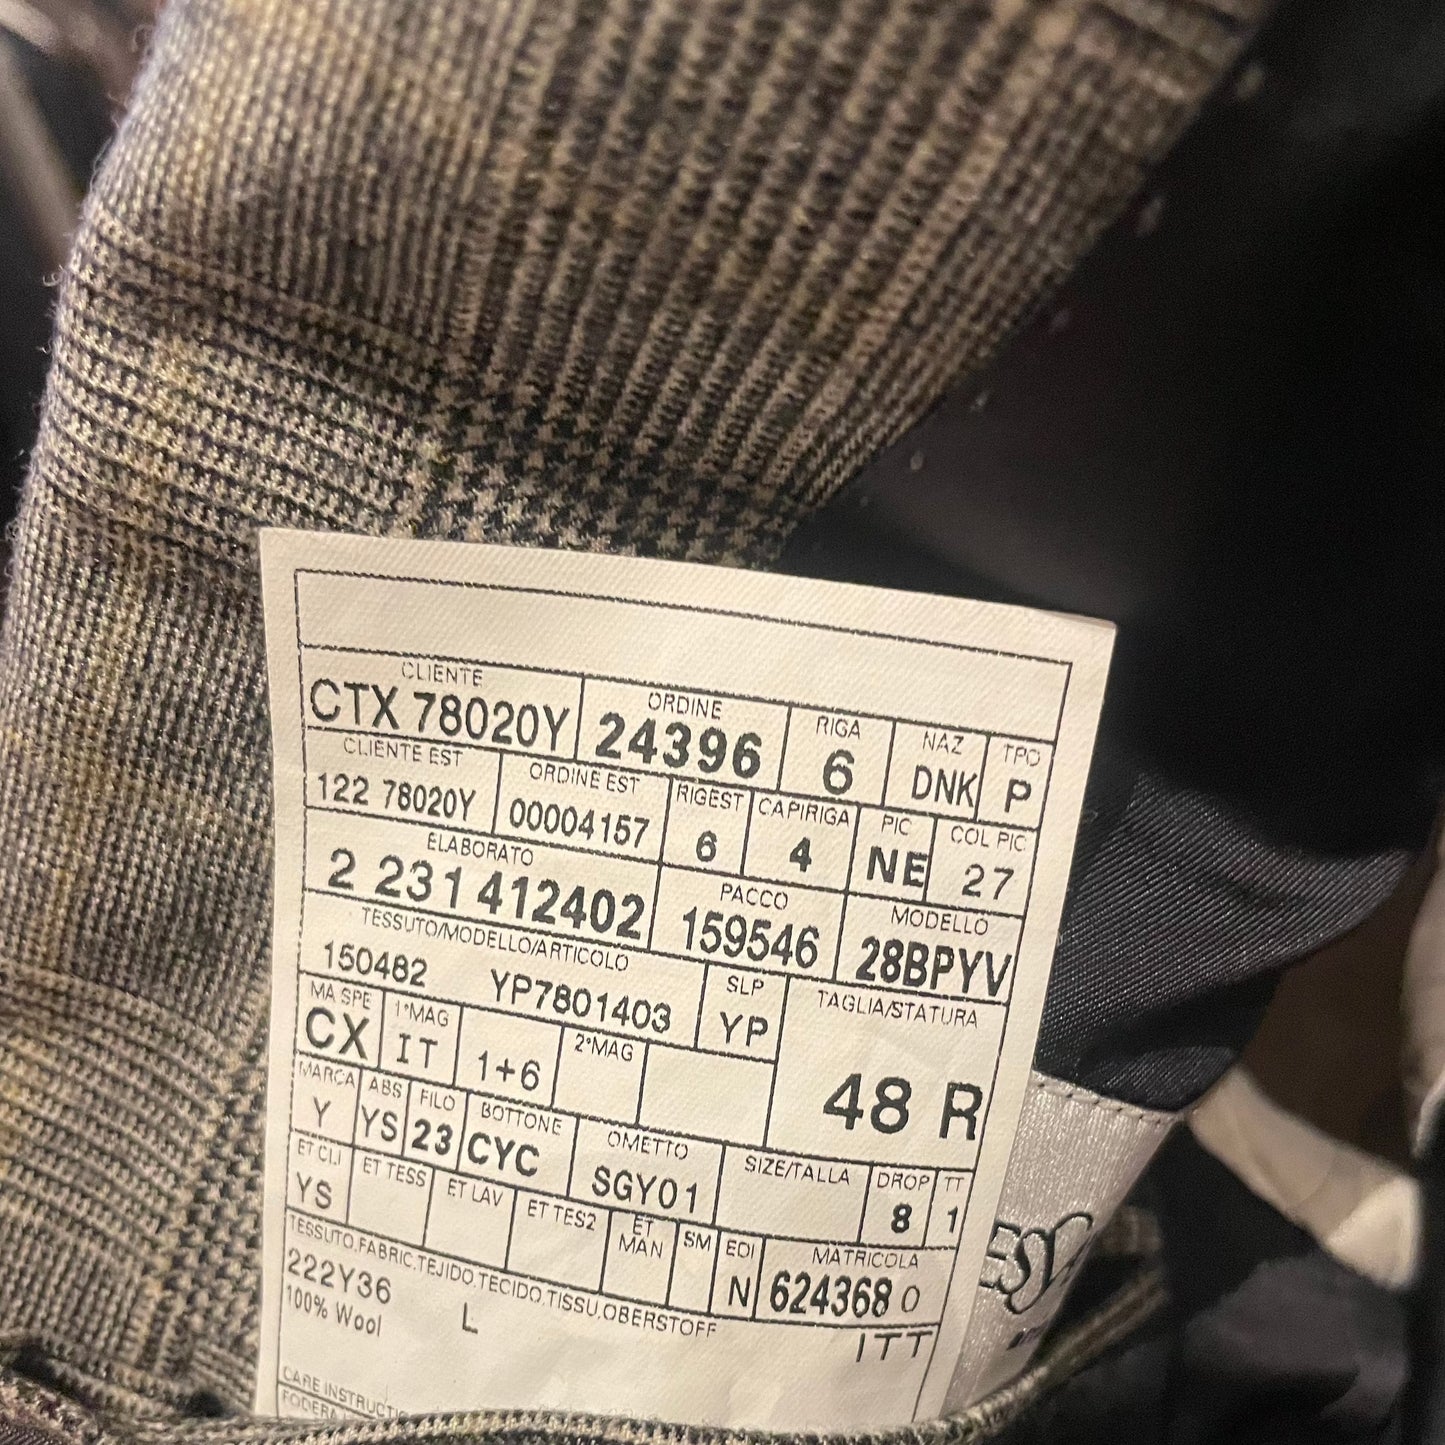 CLIENTE ORDINE RIGA NAZ TPO
CTX 78020Y 24396 6 DNK P
CLIENTE EST ORDINE EST RIGEST CAPIRIGA PIC COL PIC
122 78020Y 00004157 6 4 NE 27
ELABORATO PACCO MODELLO
2 231412402 159546 28BPYV
TESSUTO/MODELLO/ARTICOLO SLP TAGLIA/STATURA
150482 YP7801403 YP 48 R
MA SPE 1°MAG 2°MAG
CX IT 1+6
MARCA ABS FILO BOTTONE OMETTO SIZE/TALLA DROP TT
Y YS 23 CYC SGY01 8 1
ET CLI ET TESS ET LAV ET TES2 ET MAN SM EDI MATRICOLA
YS N 624368 0
TESSUTO.FABRIC.TEJIDO.TECIDO.TISSU.OBERSTOFF
222Y36 L ITT
100% Wool
CARE
FODERA